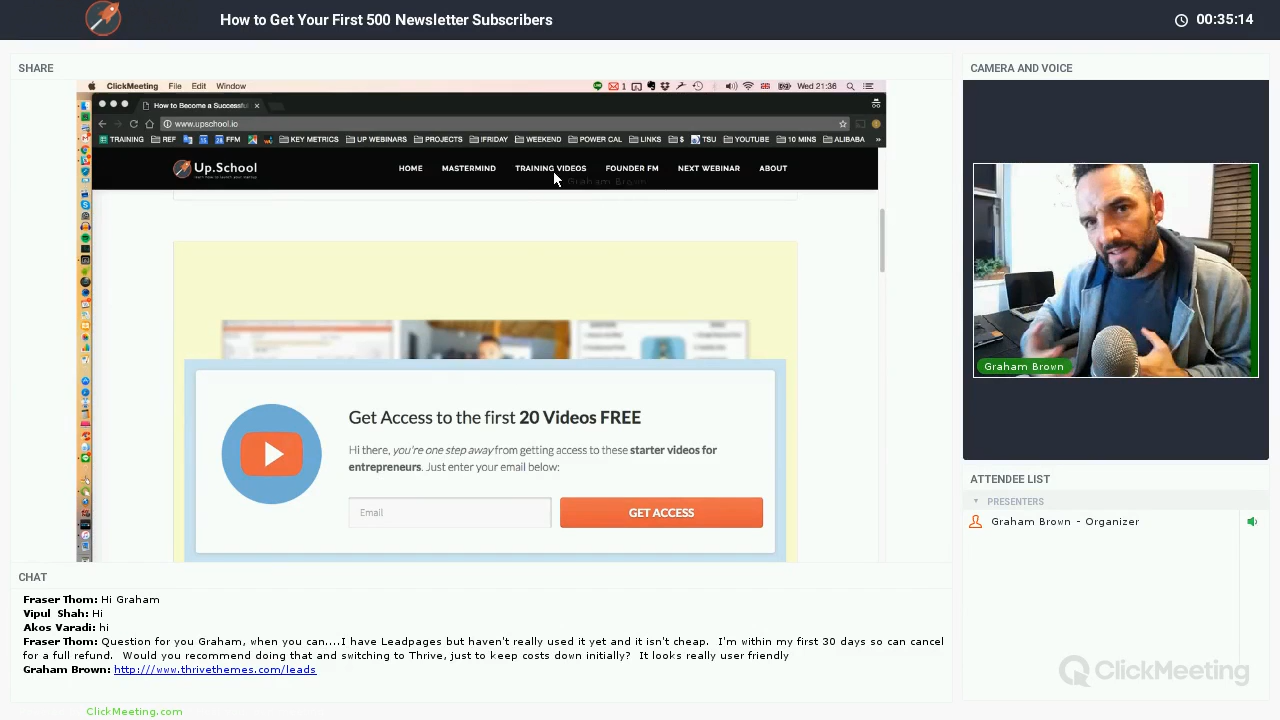 How to Get Your First 500 Newsletter Subscribers
00:35:14
SHARE
CAMERA AND VOICE
ClickMeeting File Edit Window
1
Wed 21:36
How to Become a Successfu
www.upschool.io
TRAINING REF FFM KEY METRICS UP WEBINARS PROJECTS IFRIDAY WEEKEND POWER CAL LINKS $ TSU YOUTUBE 10 MINS ALIBABA »
Up.School
HOME MASTERMIND TRAINING VIDEOS FOUNDER FM NEXT WEBINAR ABOUT
Graham Brown
Get Access to the first 20 Videos FREE
Hi there, you're one step away from getting access to these starter videos for
entrepreneurs. Just enter your email below:
Email
GET ACCESS
Graham Brown
ATTENDEE LIST
PRESENTERS
Graham Brown - Organizer
CHAT
Fraser Thom: Hi Graham
Vipul Shah: Hi
Akos Varadi: hi
Fraser Thom: Question for you Graham, when you can....I have Leadpages but haven't really used it yet and it isn't cheap. I'm within my first 30 days so can cancel
for a full refund. Would you recommend doing that and switching to Thrive, just to keep costs down initially? It looks really user friendly
Graham Brown: http:///www.thrivethemes.com/leads
ClickMeeting
ClickMeeting.com